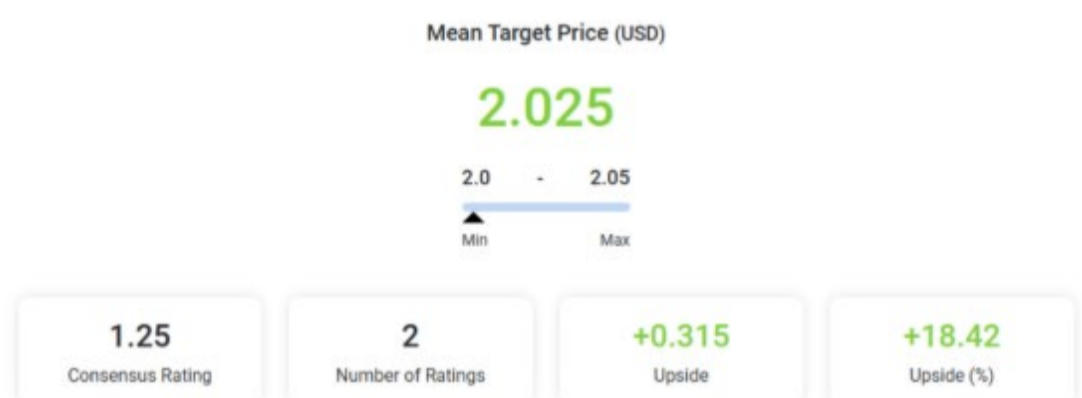 Mean Target Price (USD)
2.025
2.0 - 2.05
Min Max
1.25 2 +0.315 +18.42
Consensus Rating Number of Ratings Upside Upside (%)